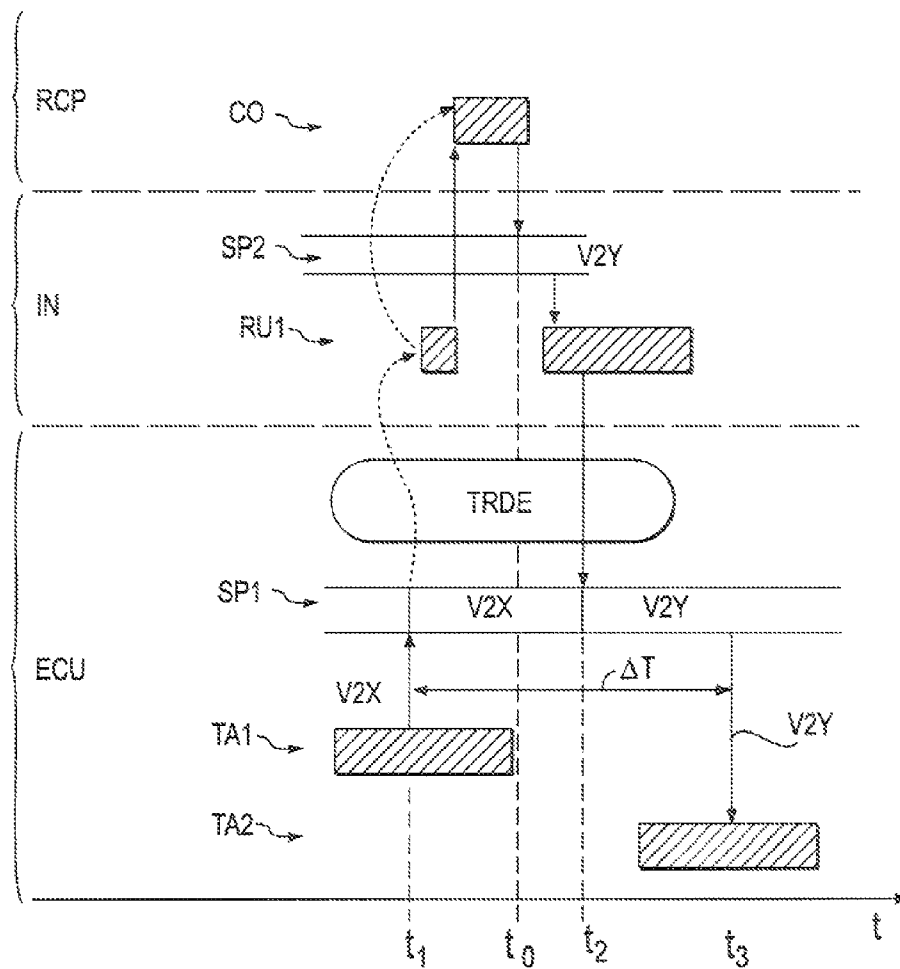 RCP
CO
SP2
V2Y
IN
RU1
TRDE
SP1
V2X V2Y
ECU
ΔT
V2X
V2Y
TA1
TA2
t
t₁ t₀ t₂ t₃